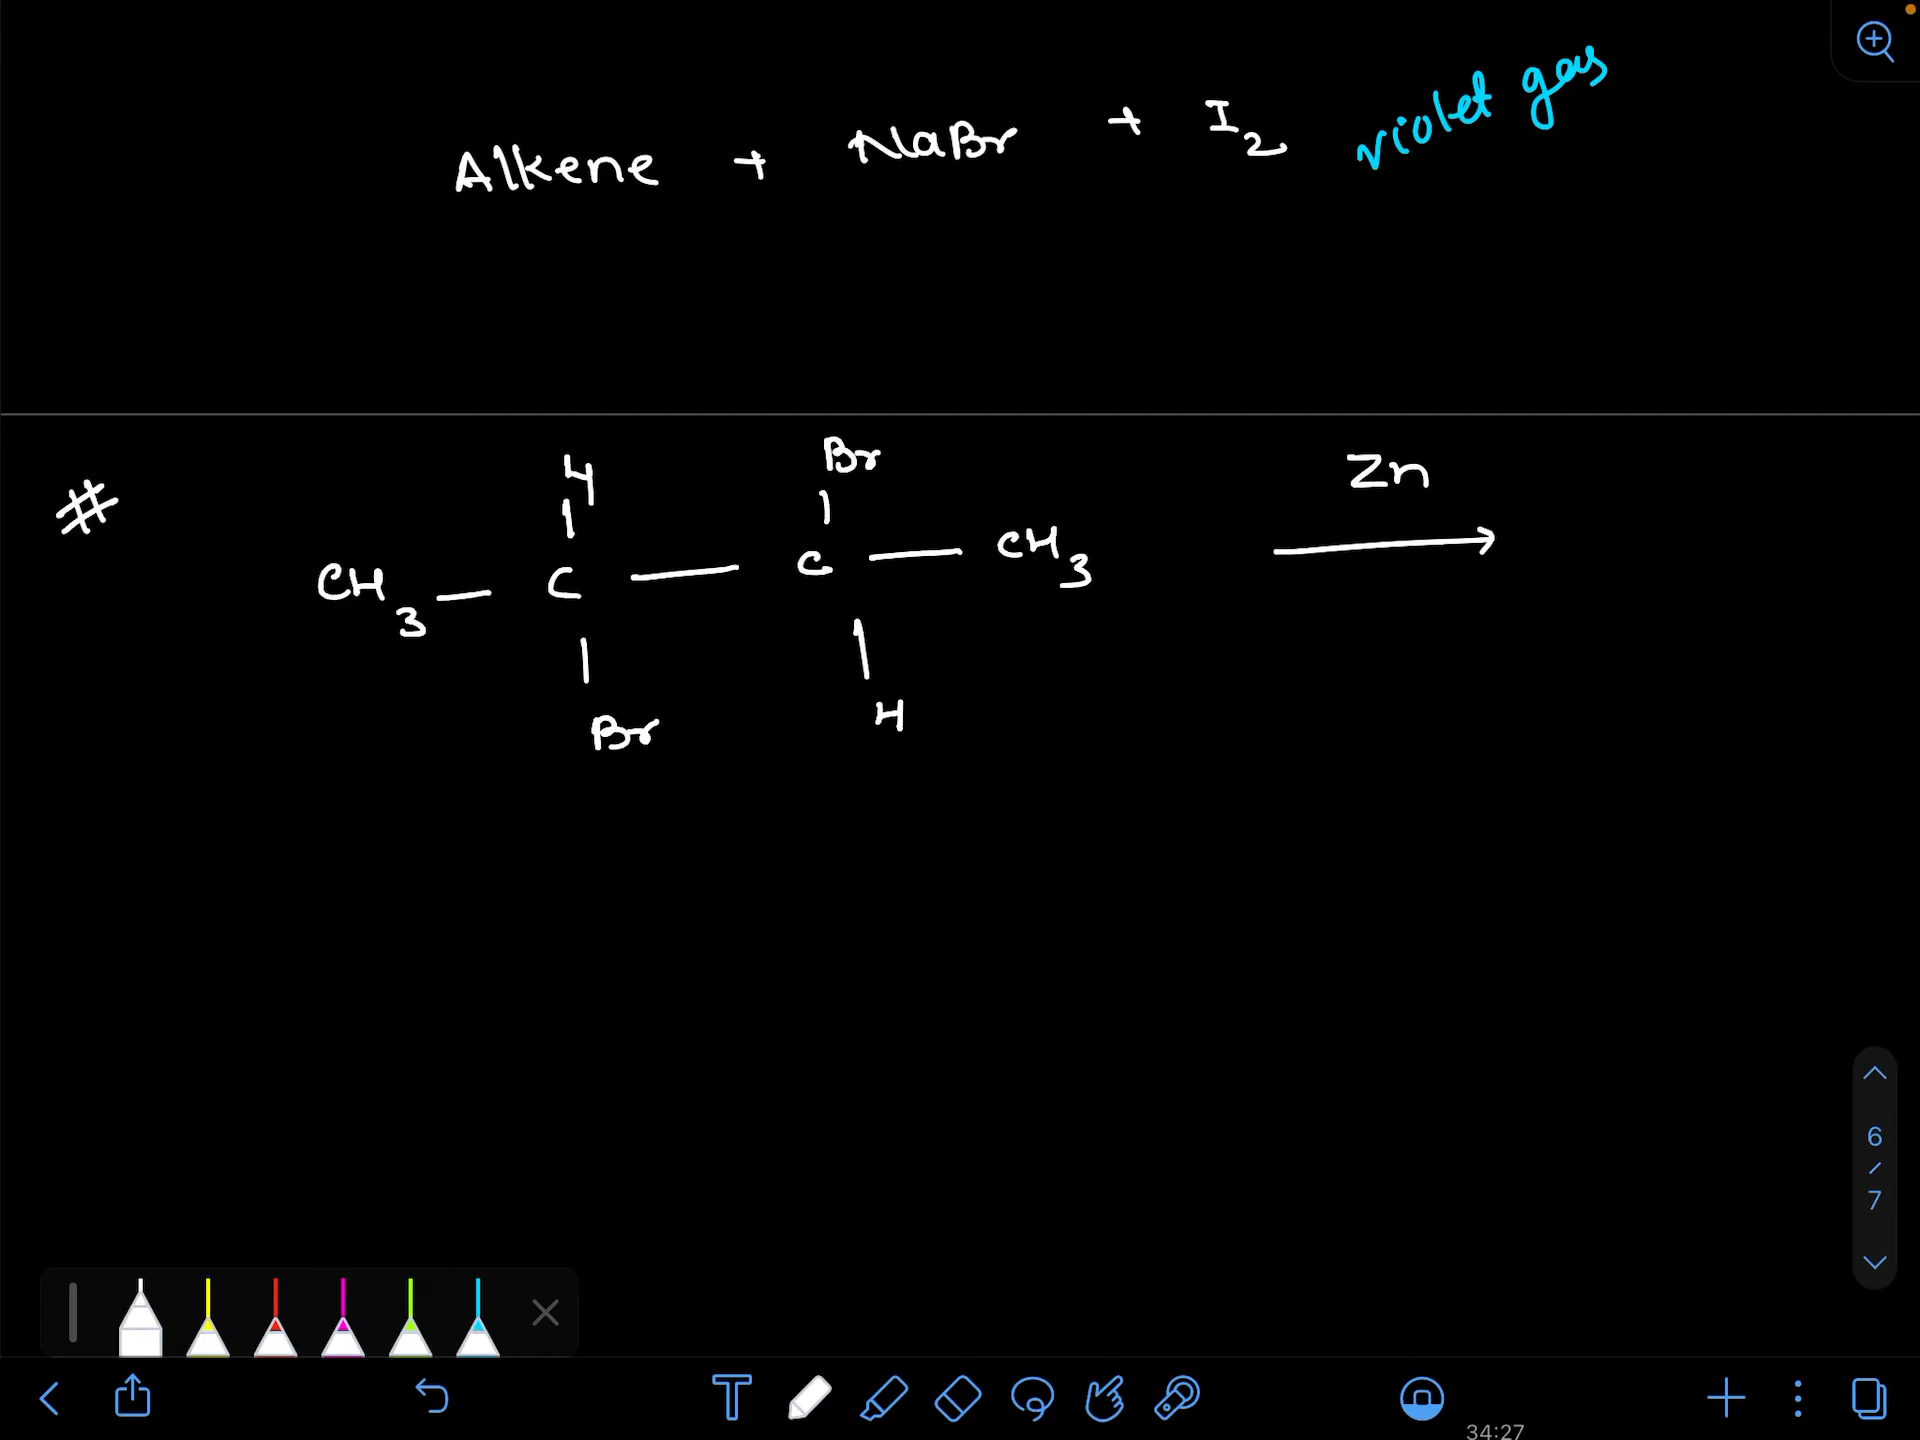 Alkene + NaBr + I2 violet gas
# H Br Zn
CH3 — C — C — CH3
Br H
6
/
7
34:27